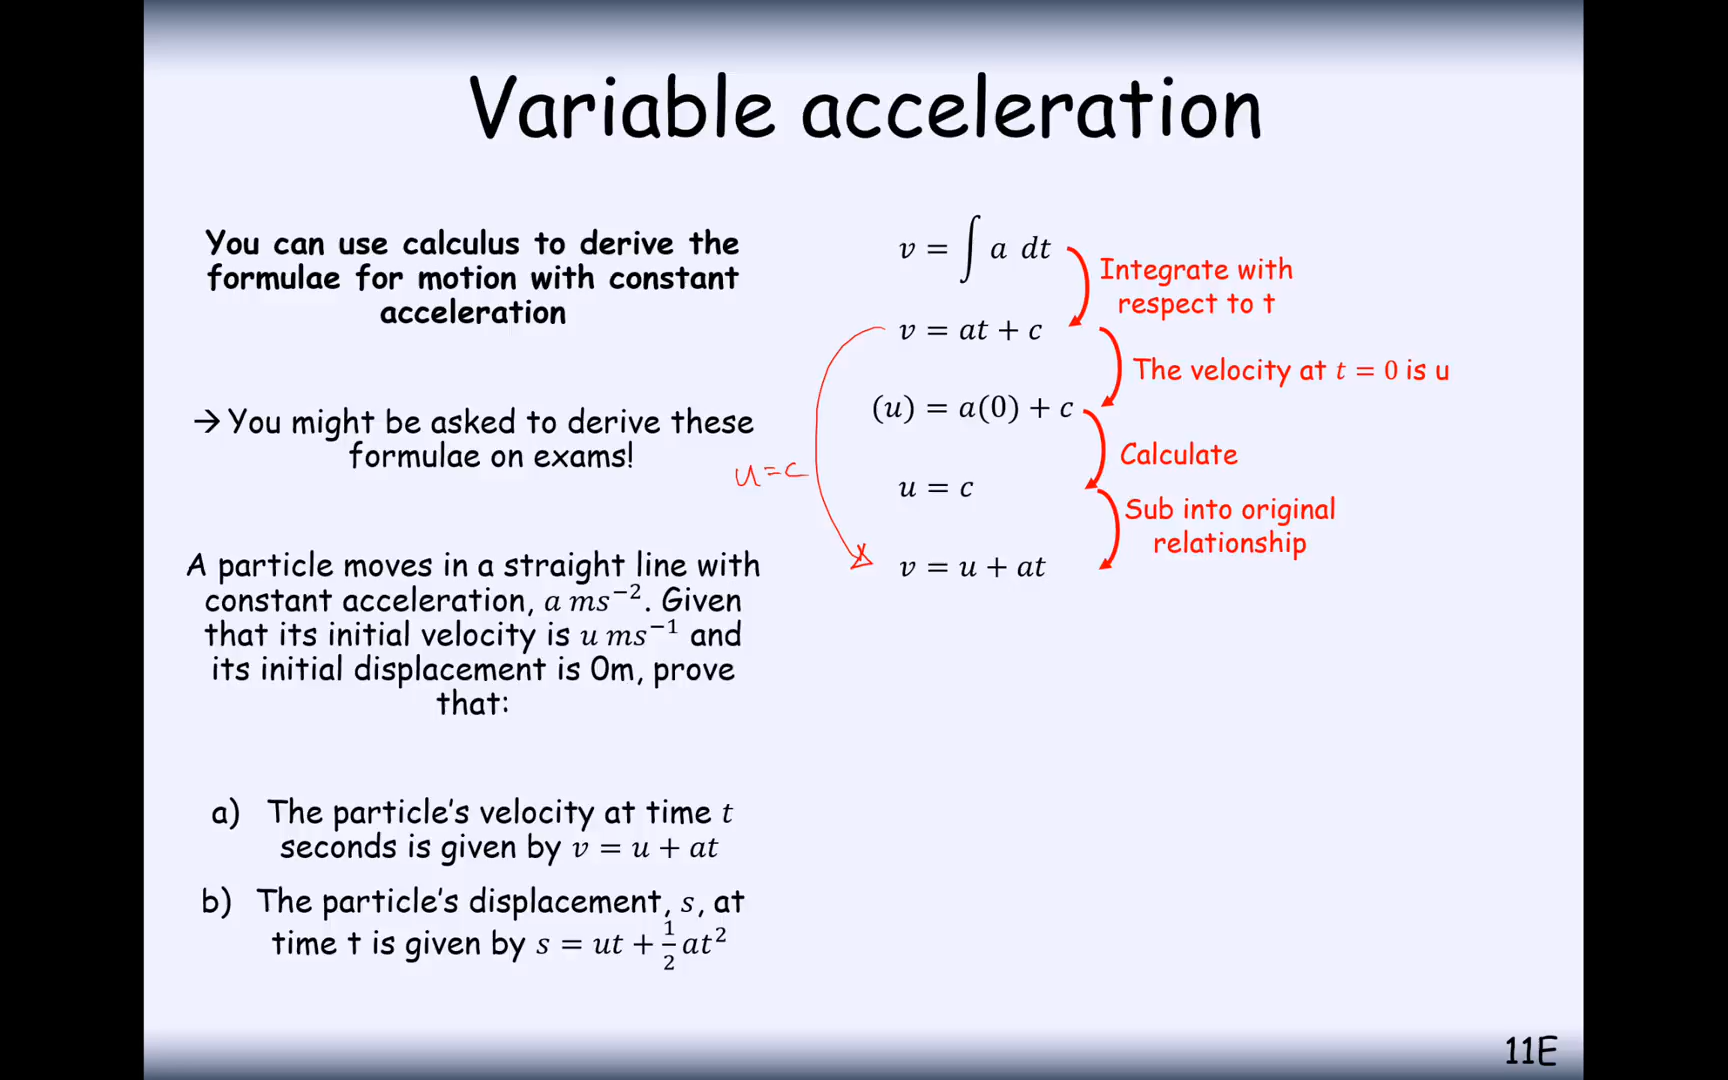 Variable acceleration
You can use calculus to derive the
formulae for motion with constant
acceleration
→ You might be asked to derive these
formulae on exams!
A particle moves in a straight line with
constant acceleration, a ms⁻². Given
that its initial velocity is u ms⁻¹ and
its initial displacement is 0m, prove
that:
a) The particle's velocity at time t
seconds is given by v = u + at
b) The particle's displacement, s, at
time t is given by s = ut + ½at²
v = ∫ a dt
Integrate with
respect to t
v = at + c
The velocity at t = 0 is u
(u) = a(0) + c
Calculate
u = c
u = c
Sub into original
relationship
v = u + at
11E